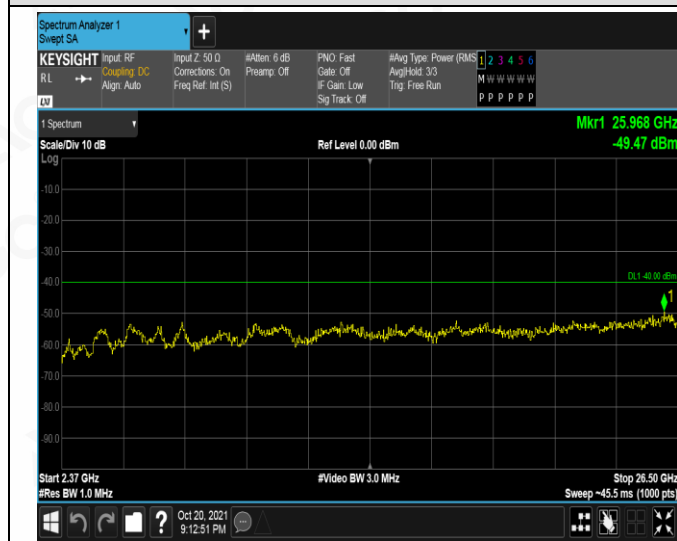 Spectrum Analyzer 1
Swept SA
+
KEYSIGHT
RL
Input: RF
Coupling: DC
Align: Auto
Input Z: 50 Ω
Corrections: On
Freq Ref: Int (S)
#Atten: 6 dB
Preamp: Off
PNO: Fast
Gate: Off
IF Gain: Low
Sig Track: Off
#Avg Type: Power (RMS
Avg|Hold: 3/3
Trig: Free Run
1 2 3 4 5 6
M W W W W W
P P P P P P
LXI
1 Spectrum
Scale/Div 10 dB
Log
Ref Level 0.00 dBm
Mkr1 25.968 GHz
-49.47 dBm
-10.0
-20.0
-30.0
-40.0
DL1 -40.00 dBm
1
-50.0
-60.0
-70.0
-80.0
-90.0
Start 2.37 GHz
#Video BW 3.0 MHz
Stop 26.50 GHz
#Res BW 1.0 MHz
Sweep ~45.5 ms (1000 pts)
?
Oct 20, 2021
9:12:51 PM